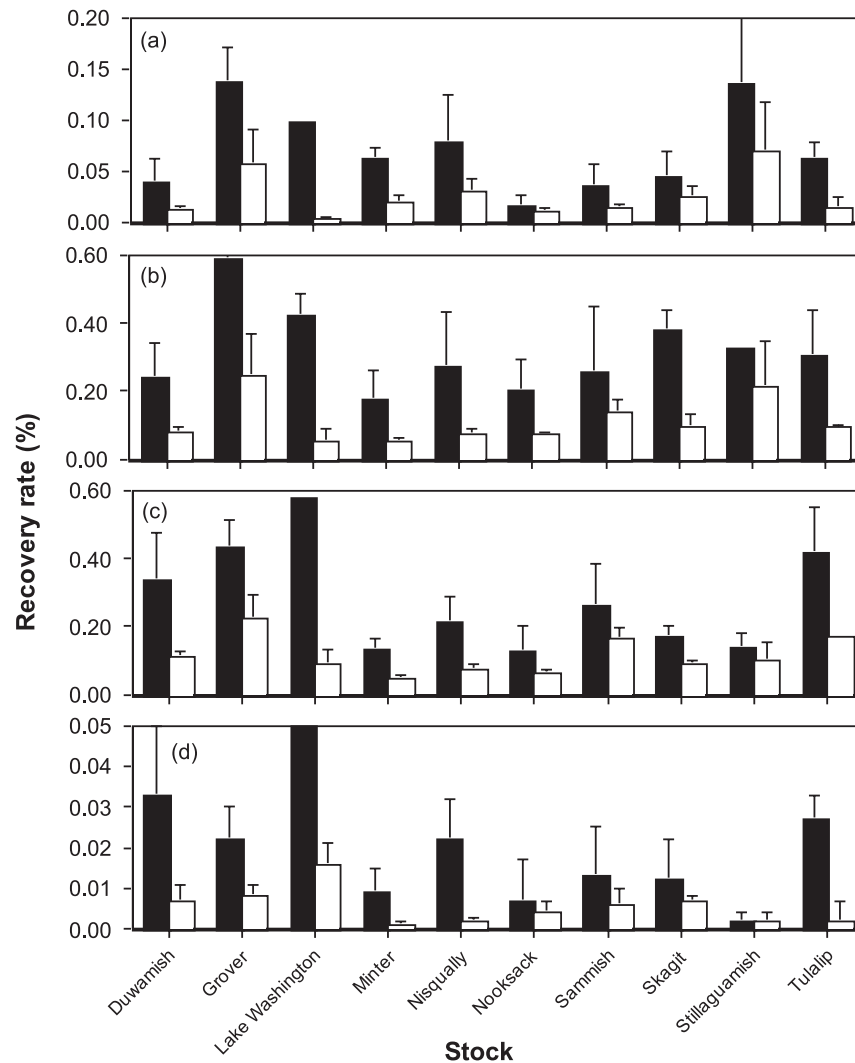 Recovery rate (%)
(a)
0.20
0.15
0.10
0.05
0.00
(b)
0.60
0.40
0.20
0.00
(c)
0.60
0.40
0.20
0.00
(d)
0.05
0.04
0.03
0.02
0.01
0.00
Duwamish
Grover
Lake Washington
Minter
Nisqually
Nooksack
Sammish
Skagit
Stillaguamish
Tulalip
Stock